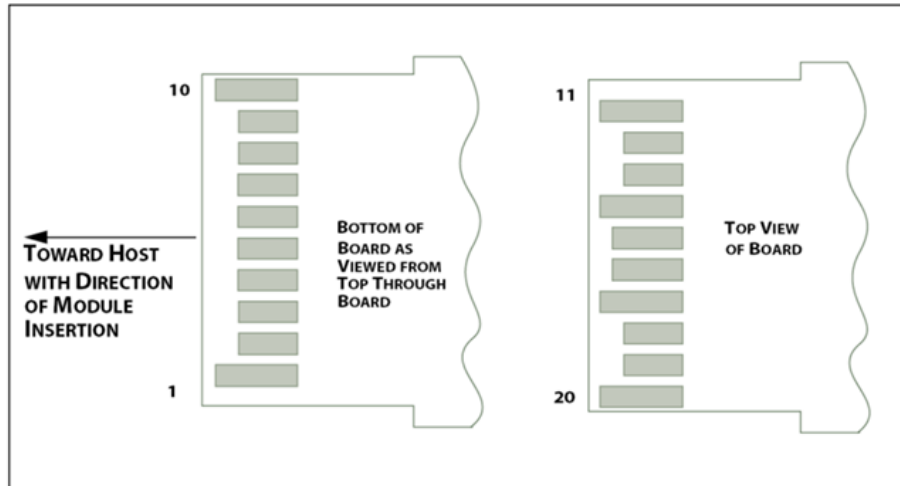 10
TOWARD HOST
WITH DIRECTION
OF MODULE
INSERTION
1
BOTTOM OF
BOARD AS
VIEWED FROM
TOP THROUGH
BOARD
11
TOP VIEW
OF BOARD
20